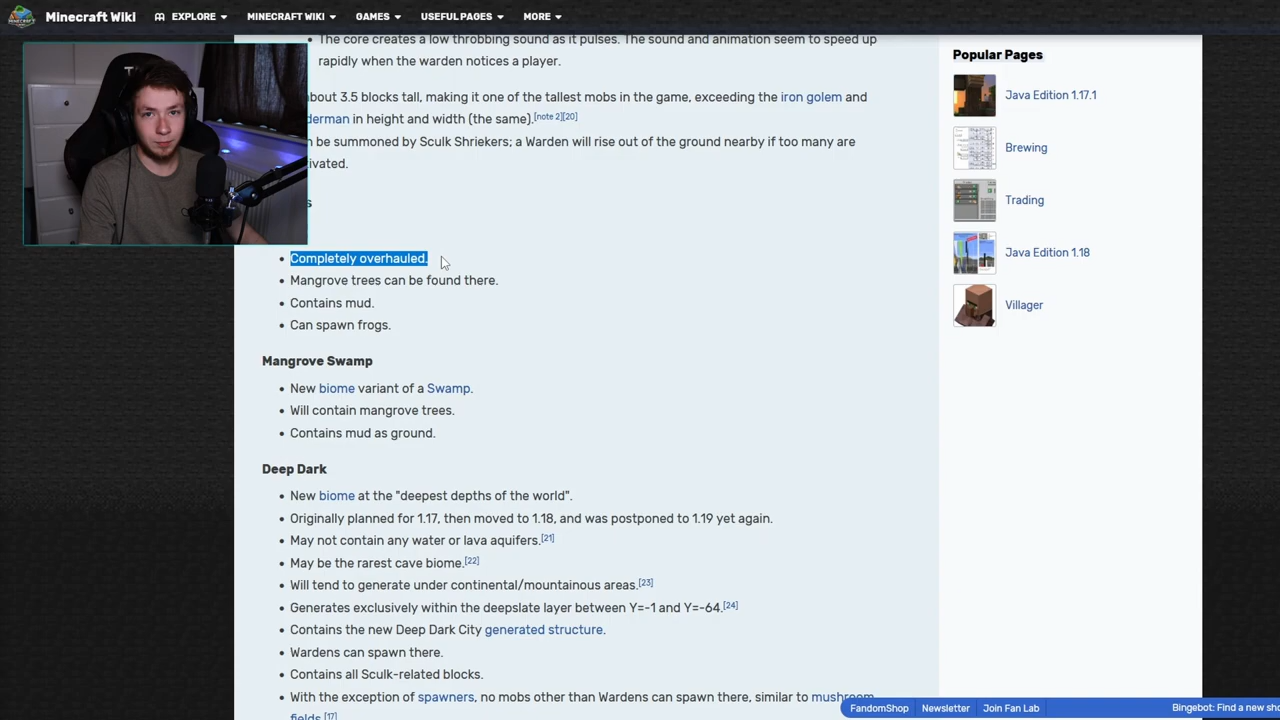 Minecraft Wiki
EXPLORE
MINECRAFT WIKI
GAMES
USEFUL PAGES
MORE
The core creates a low throbbing sound as it pulses. The sound and animation seem to speed up
rapidly when the warden notices a player.
about 3.5 blocks tall, making it one of the tallest mobs in the game, exceeding the iron golem and
derman in height and width (the same).[note 2][20]
be summoned by Sculk Shriekers; a Warden will rise out of the ground nearby if too many are
ivated.
s
Completely overhauled.
Mangrove trees can be found there.
Contains mud.
Can spawn frogs.
Mangrove Swamp
New biome variant of a Swamp.
Will contain mangrove trees.
Contains mud as ground.
Deep Dark
New biome at the "deepest depths of the world".
Originally planned for 1.17, then moved to 1.18, and was postponed to 1.19 yet again.
May not contain any water or lava aquifers.[21]
May be the rarest cave biome.[22]
Will tend to generate under continental/mountainous areas.[23]
Generates exclusively within the deepslate layer between Y=-1 and Y=-64.[24]
Contains the new Deep Dark City generated structure.
Wardens can spawn there.
Contains all Sculk-related blocks.
With the exception of spawners, no mobs other than Wardens can spawn there, similar to mushroom
fields.[17]
Popular Pages
Java Edition 1.17.1
Brewing
Trading
Java Edition 1.18
Villager
FandomShop
Newsletter
Join Fan Lab
Bingebot: Find a new sho